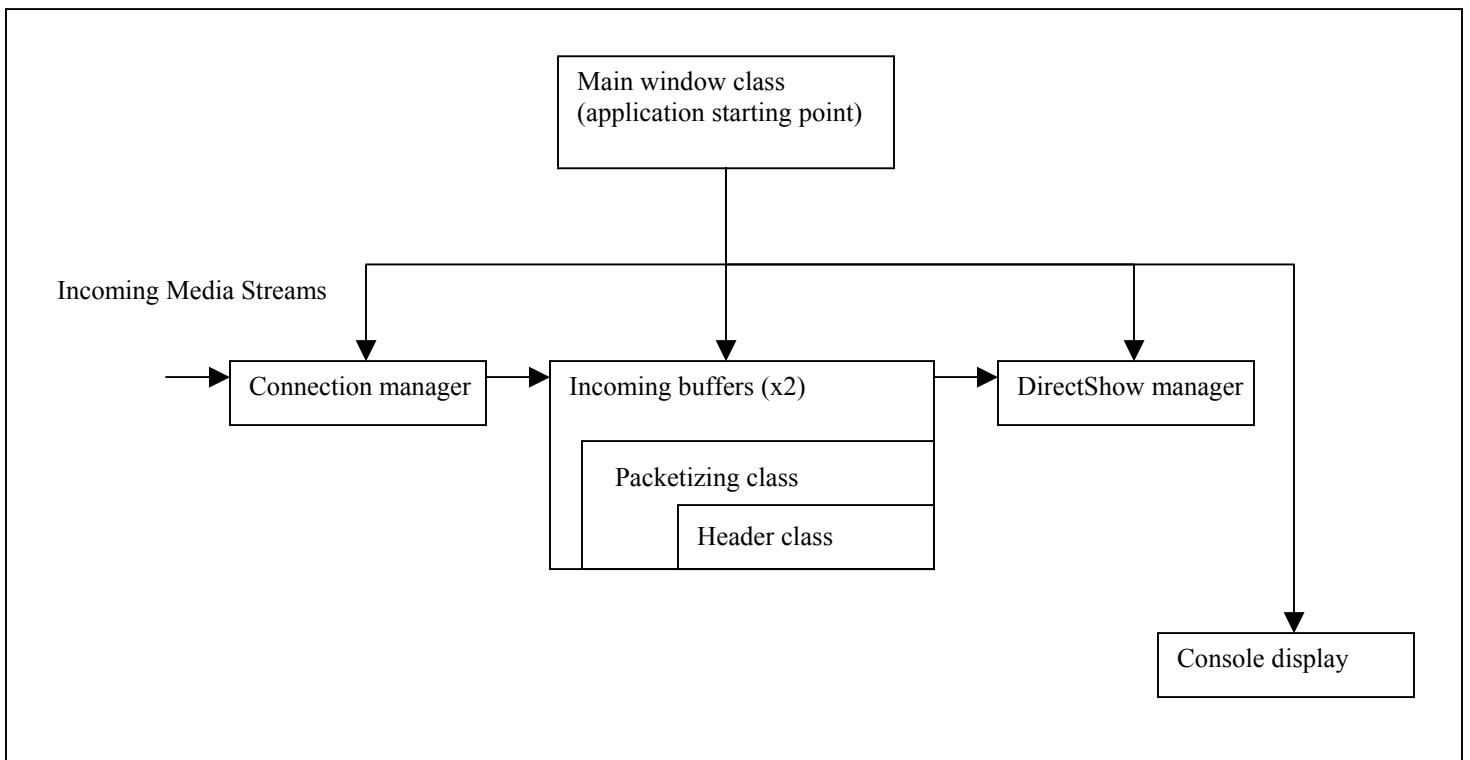 Main window class
(application starting point)
Incoming Media Streams
Connection manager
Incoming buffers (x2)
DirectShow manager
Packetizing class
Header class
Console display